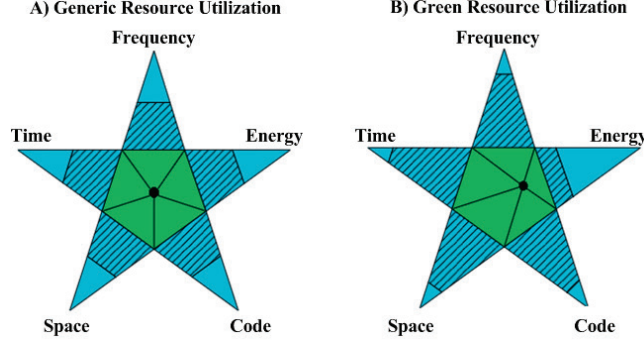 A) Generic Resource Utilization
B) Green Resource Utilization
Frequency
Time
Energy
Space
Code
Frequency
Time
Energy
Space
Code